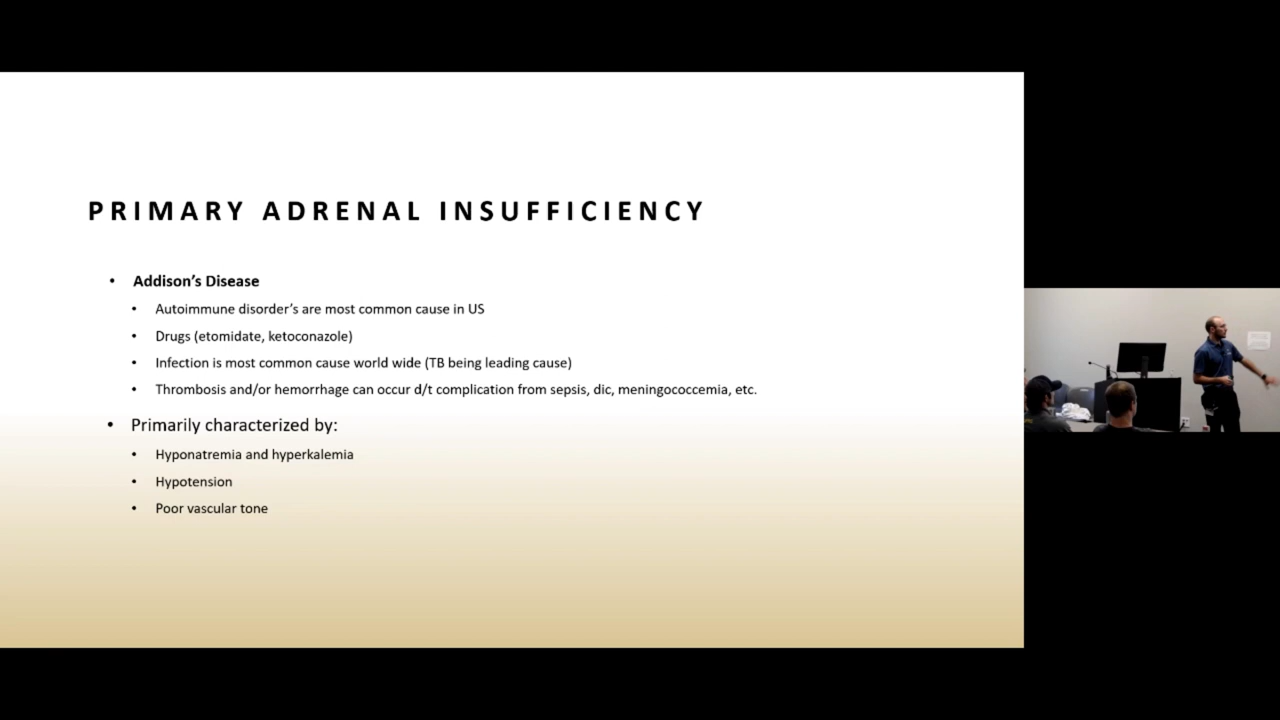 PRIMARY ADRENAL INSUFFICIENCY
• Addison's Disease
• Autoimmune disorder's are most common cause in US
• Drugs (etomidate, ketoconazole)
• Infection is most common cause world wide (TB being leading cause)
• Thrombosis and/or hemorrhage can occur d/t complication from sepsis, dic, meningococcemia, etc.
• Primarily characterized by:
• Hyponatremia and hyperkalemia
• Hypotension
• Poor vascular tone